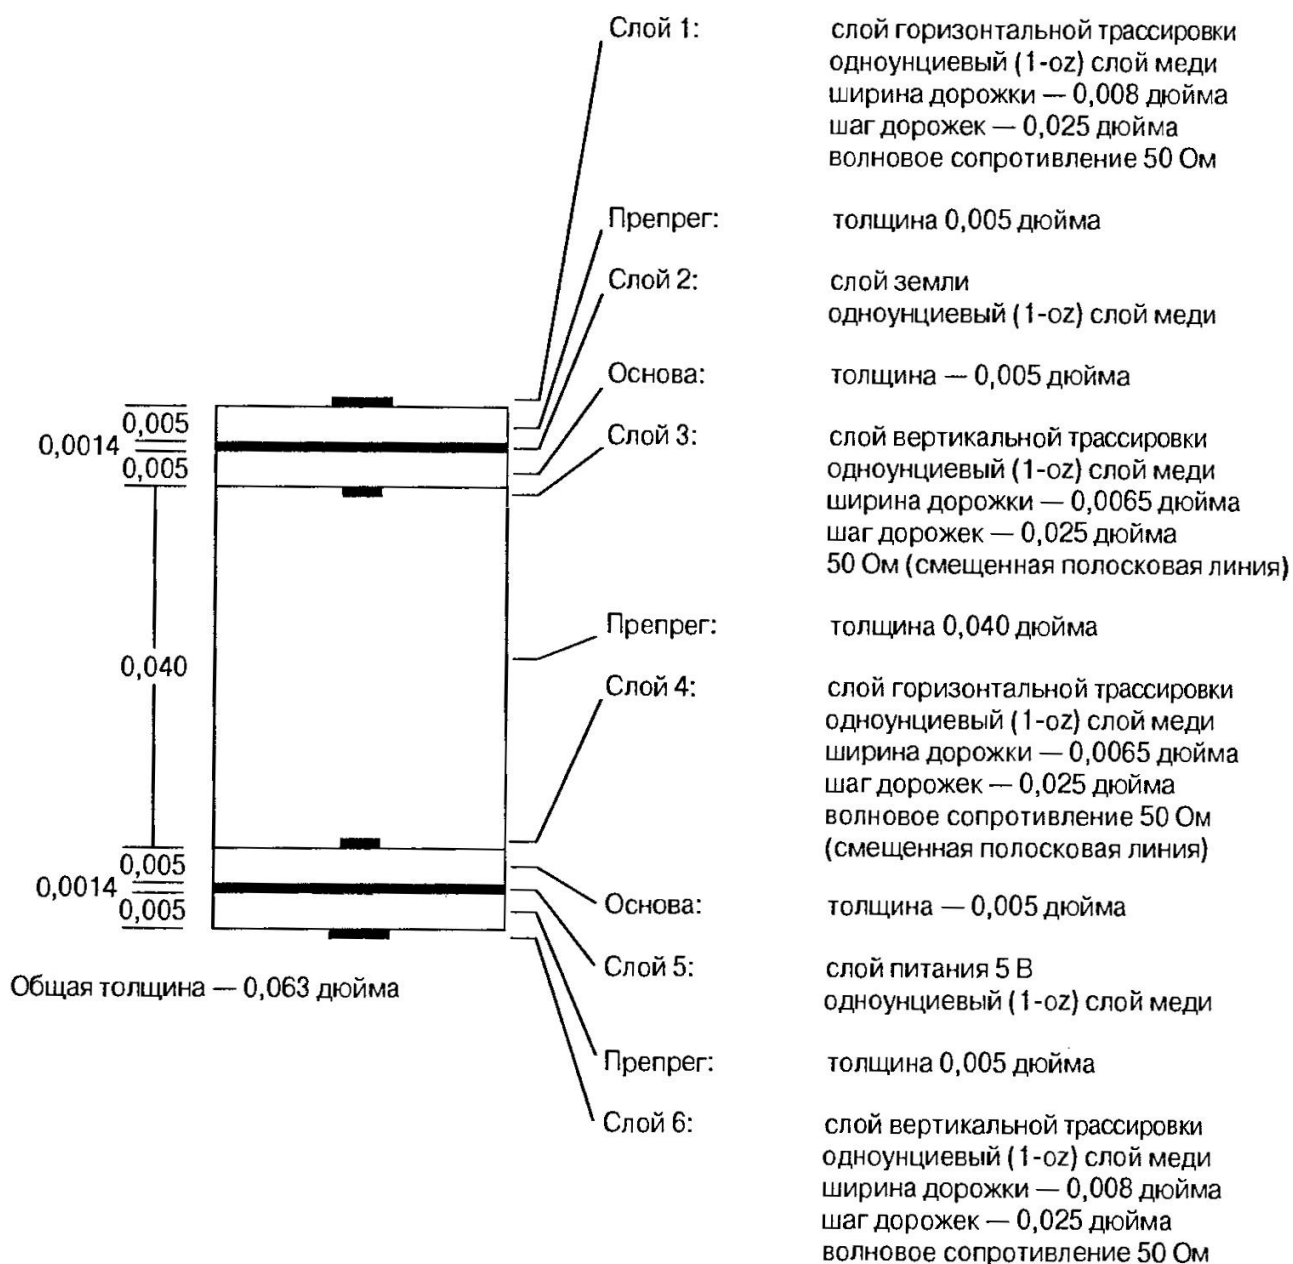 Слой 1: слой горизонтальной трассировки
одноунциевый (1-oz) слой меди
ширина дорожки — 0,008 дюйма
шаг дорожек — 0,025 дюйма
волновое сопротивление 50 Ом
Препрег: толщина 0,005 дюйма
Слой 2: слой земли
одноунциевый (1-oz) слой меди
Основа: толщина — 0,005 дюйма
0,005
0,0014
0,005
Слой 3: слой вертикальной трассировки
одноунциевый (1-oz) слой меди
ширина дорожки — 0,0065 дюйма
шаг дорожек — 0,025 дюйма
50 Ом (смещенная полосковая линия)
Препрег: толщина 0,040 дюйма
0,040
Слой 4: слой горизонтальной трассировки
одноунциевый (1-oz) слой меди
ширина дорожки — 0,0065 дюйма
шаг дорожек — 0,025 дюйма
волновое сопротивление 50 Ом
(смещенная полосковая линия)
0,005
0,0014
0,005
Основа: толщина — 0,005 дюйма
Слой 5: слой питания 5 В
одноунциевый (1-oz) слой меди
Общая толщина — 0,063 дюйма
Препрег: толщина 0,005 дюйма
Слой 6: слой вертикальной трассировки
одноунциевый (1-oz) слой меди
ширина дорожки — 0,008 дюйма
шаг дорожек — 0,025 дюйма
волновое сопротивление 50 Ом